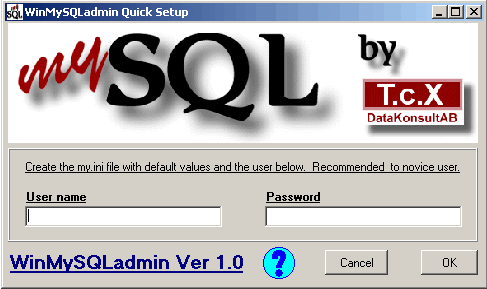 WinMySQLadmin Quick Setup
mySQL by
T.c.X
DataKonsultAB
Create the my.ini file with default values and the user below. Recommended to novice user.
User name
Password
WinMySQLadmin Ver 1.0
?
Cancel
OK